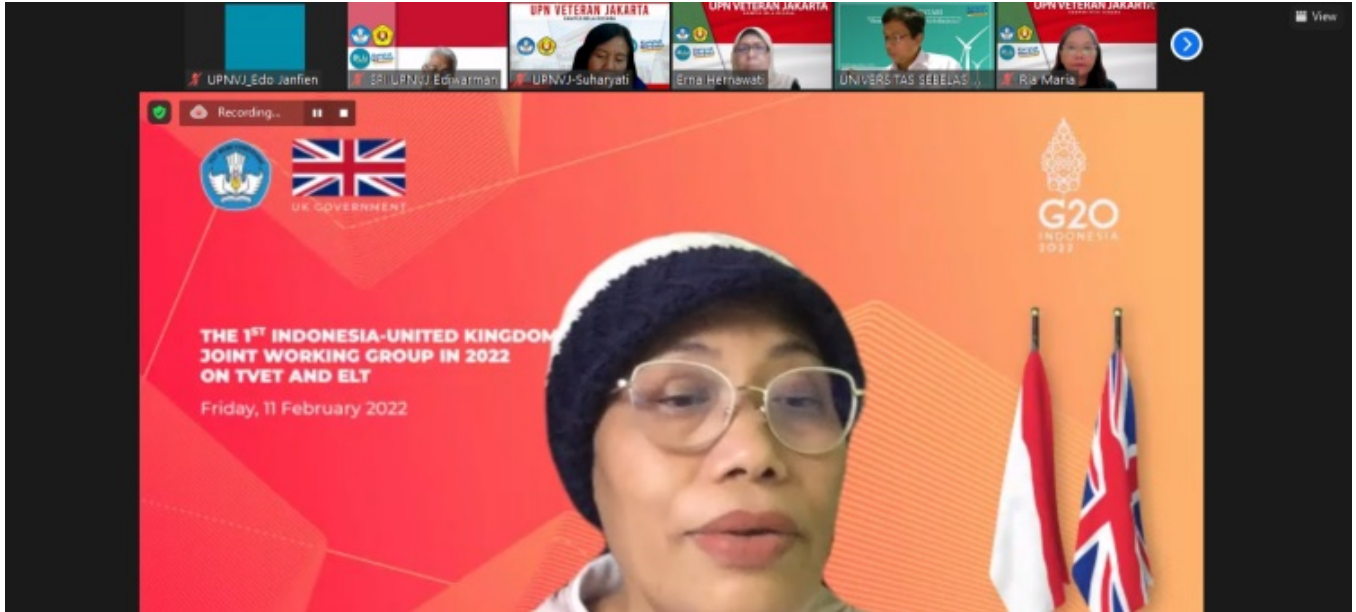 View
UPN VETERAN JAKARTA
UPN VETERAN JAKARTA
UPN VETERAN JAKARTA
UPNVJ_Edo Janfien
SPI UPNVJ Ediwarman
UPNVJ-Suharyati
Erna Hernawati
UNIVERSITAS SEBELAS ...
Ria Maria
Recording...
UK GOVERNMENT
G20
INDONESIA
2022
THE 1ST INDONESIA-UNITED KINGDOM
JOINT WORKING GROUP IN 2022
ON TVET AND ELT
Friday, 11 February 2022